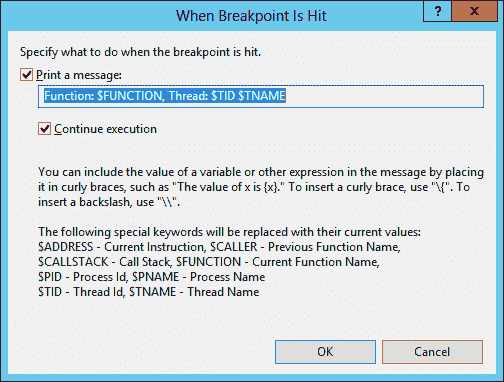 When Breakpoint Is Hit
? x
Specify what to do when the breakpoint is hit.
Print a message:
Function: $FUNCTION, Thread: $TID $TNAME
Continue execution
You can include the value of a variable or other expression in the message by placing
it in curly braces, such as "The value of x is {x}." To insert a curly brace, use "\{". To
insert a backslash, use "\\".
The following special keywords will be replaced with their current values:
$ADDRESS - Current Instruction, $CALLER - Previous Function Name,
$CALLSTACK - Call Stack, $FUNCTION - Current Function Name,
$PID - Process Id, $PNAME - Process Name
$TID - Thread Id, $TNAME - Thread Name
OK Cancel